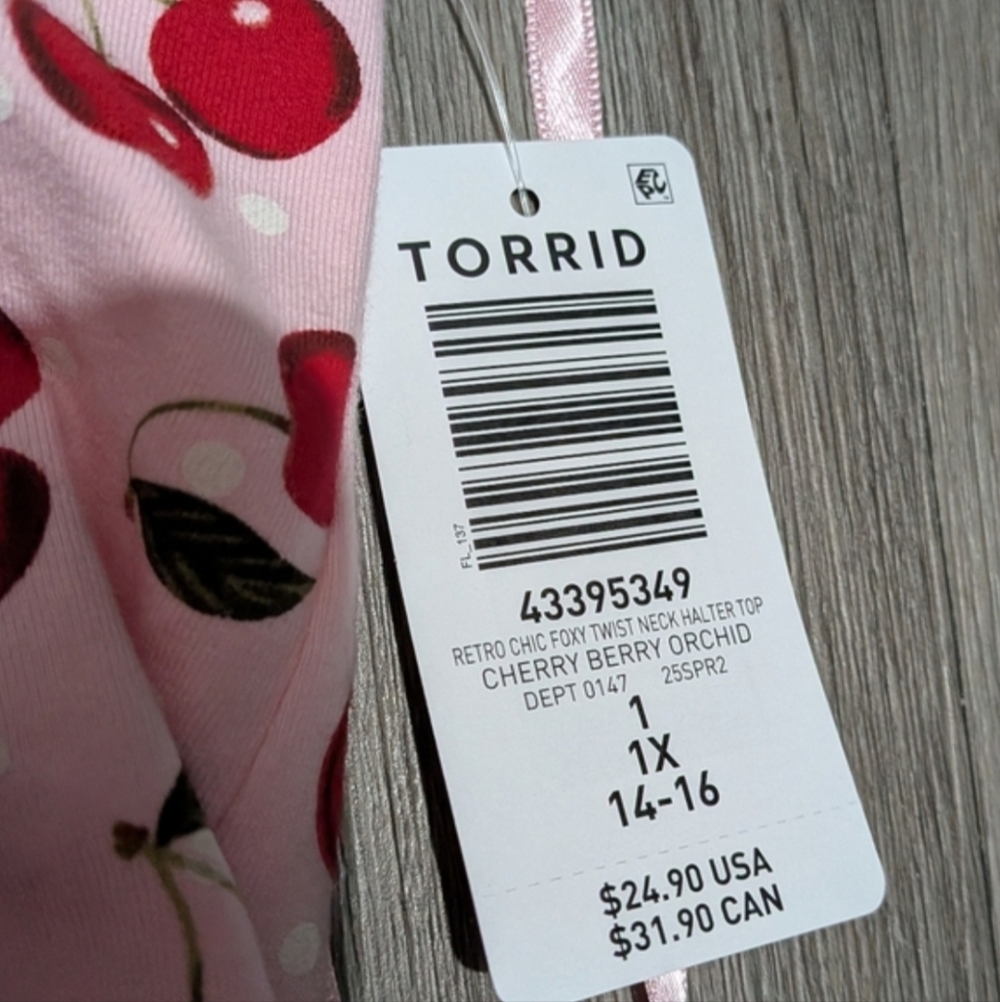 TORRID
FL_137
43395349
RETRO CHIC FOXY TWIST NECK HALTER TOP
CHERRY BERRY ORCHID
DEPT 0147 25SPR2
1
1X
14-16
$24.90 USA
$31.90 CAN